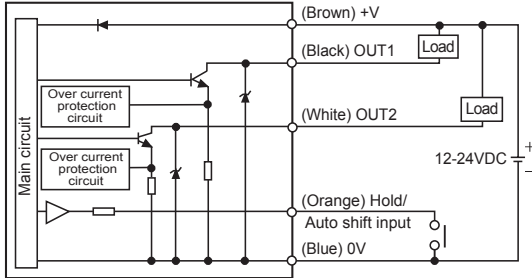 (Brown) +V
(Black) OUT1
Load
Over current
protection
circuit
(White) OUT2
Load
Main circuit
Over current
protection
circuit
12-24VDC
+
−
(Orange) Hold/
Auto shift input
(Blue) 0V